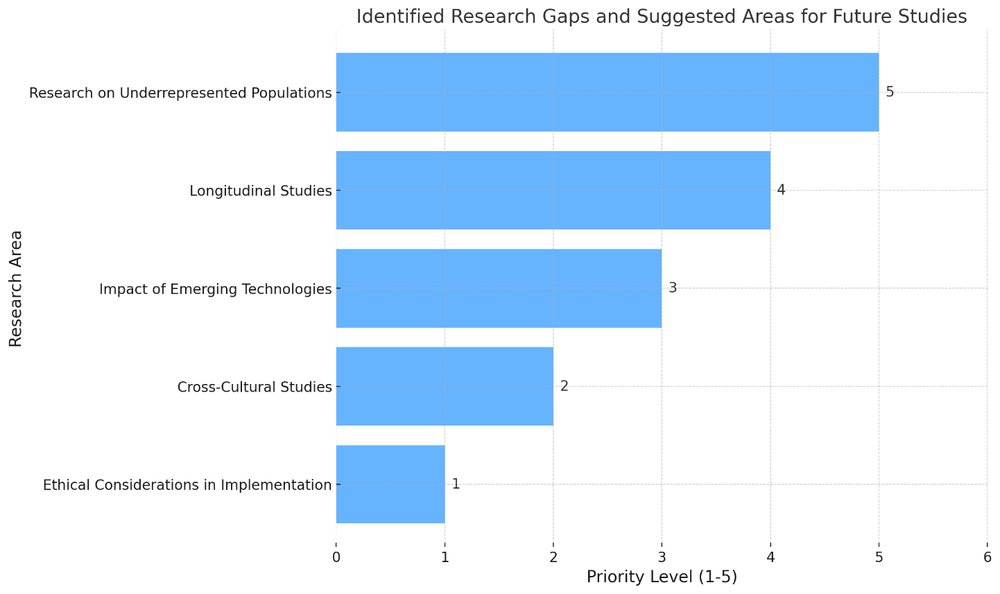 Identified Research Gaps and Suggested Areas for Future Studies
Research Area
Research on Underrepresented Populations
5
Longitudinal Studies
4
Impact of Emerging Technologies
3
Cross-Cultural Studies
2
Ethical Considerations in Implementation
1
0 1 2 3 4 5 6
Priority Level (1-5)